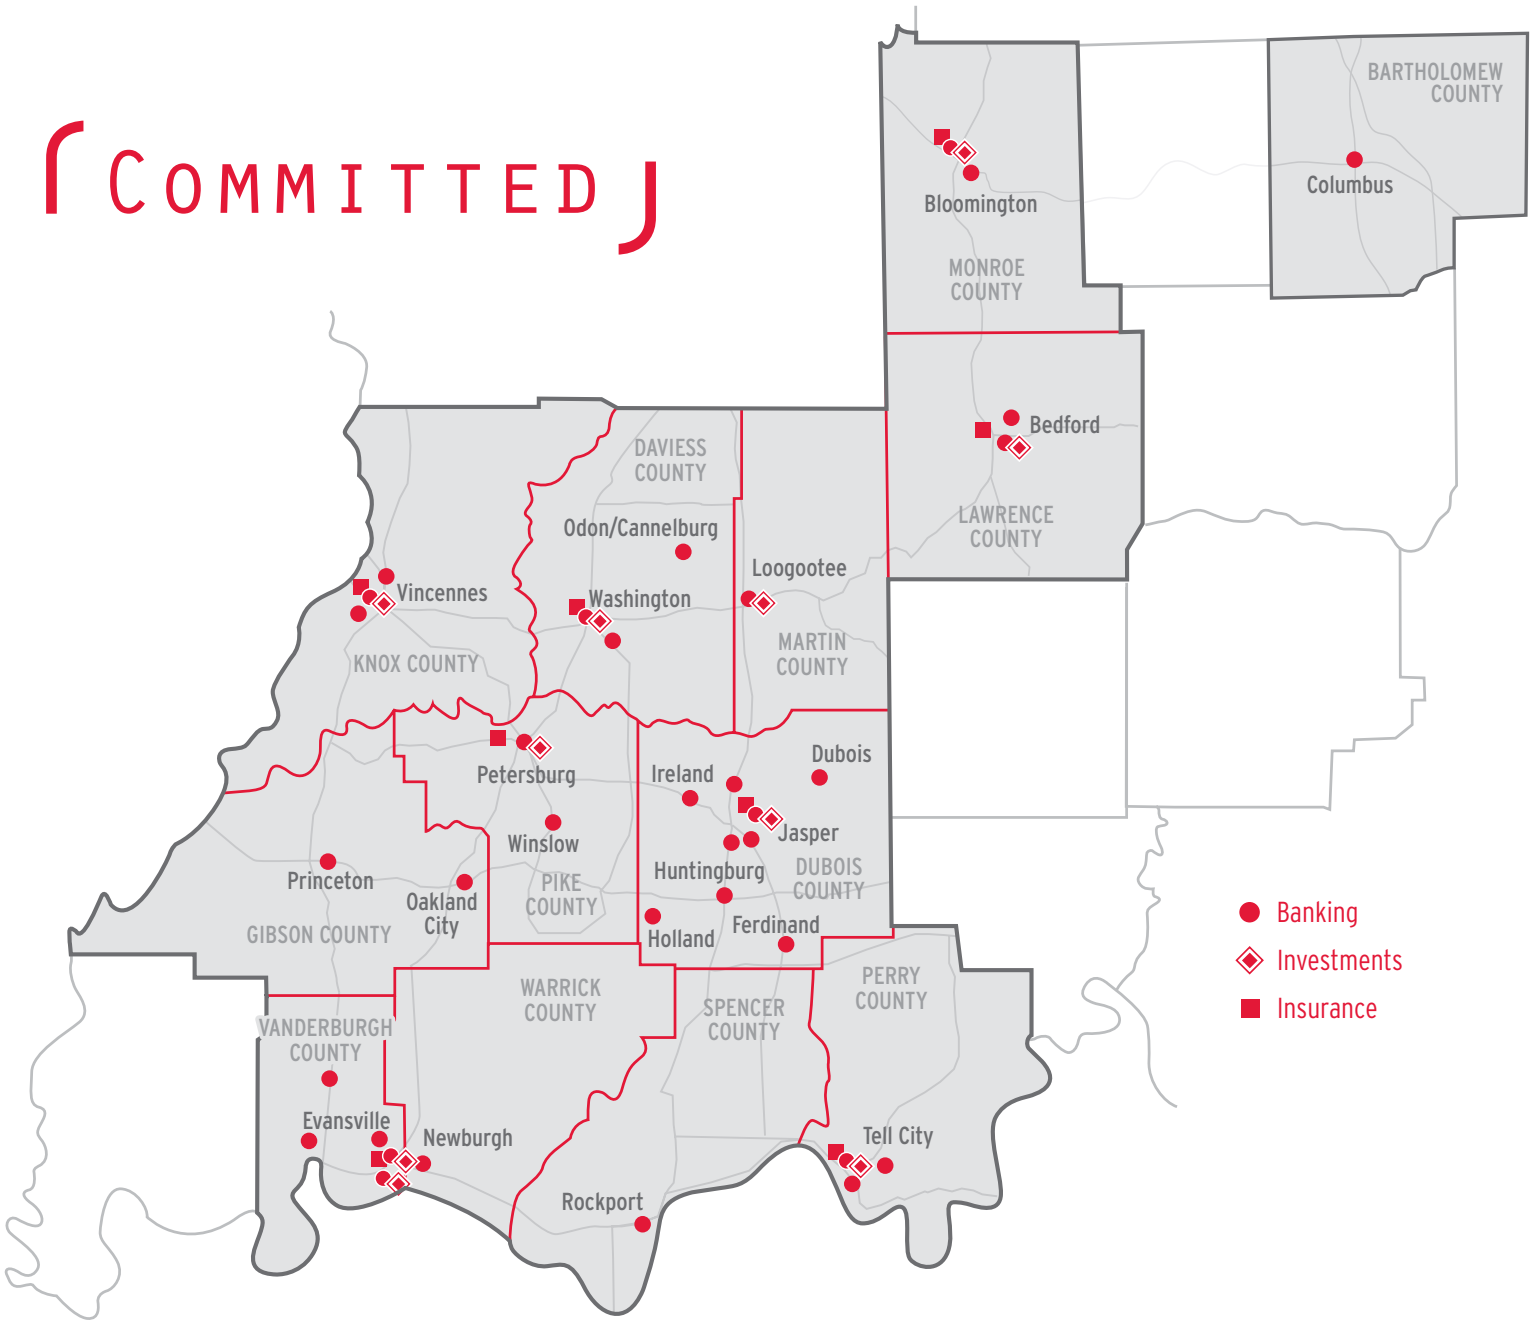 COMMITTED
BARTHOLOMEW
COUNTY
Columbus
Bloomington
MONROE
COUNTY
Bedford
LAWRENCE
COUNTY
DAVIESS
COUNTY
Odon/Cannelburg
Loogootee
Vincennes
Washington
MARTIN
COUNTY
KNOX COUNTY
Petersburg
Ireland
Dubois
Winslow
Jasper
Huntingburg
DUBOIS
COUNTY
Princeton
PIKE
COUNTY
Oakland
City
GIBSON COUNTY
Holland
Ferdinand
Banking
Investments
Insurance
WARRICK
COUNTY
SPENCER
COUNTY
PERRY
COUNTY
VANDERBURGH
COUNTY
Evansville
Newburgh
Tell City
Rockport